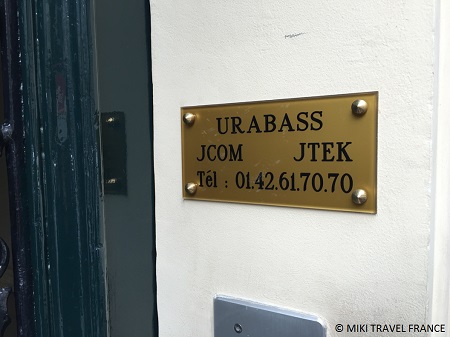 URABASS
JCOM JTEK
Tél : 01.42.61.70.70
© MIKI TRAVEL FRANCE